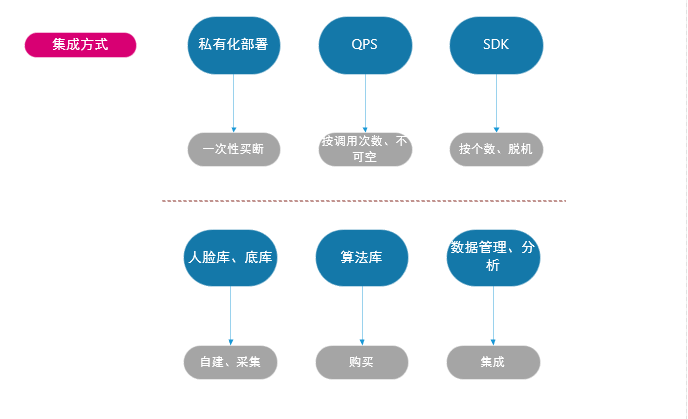 集成方式
私有化部署
QPS
SDK
一次性买断
按调用次数、不
可空
按个数、脱机
人脸库、底库
算法库
数据管理、分
析
自建、采集
购买
集成